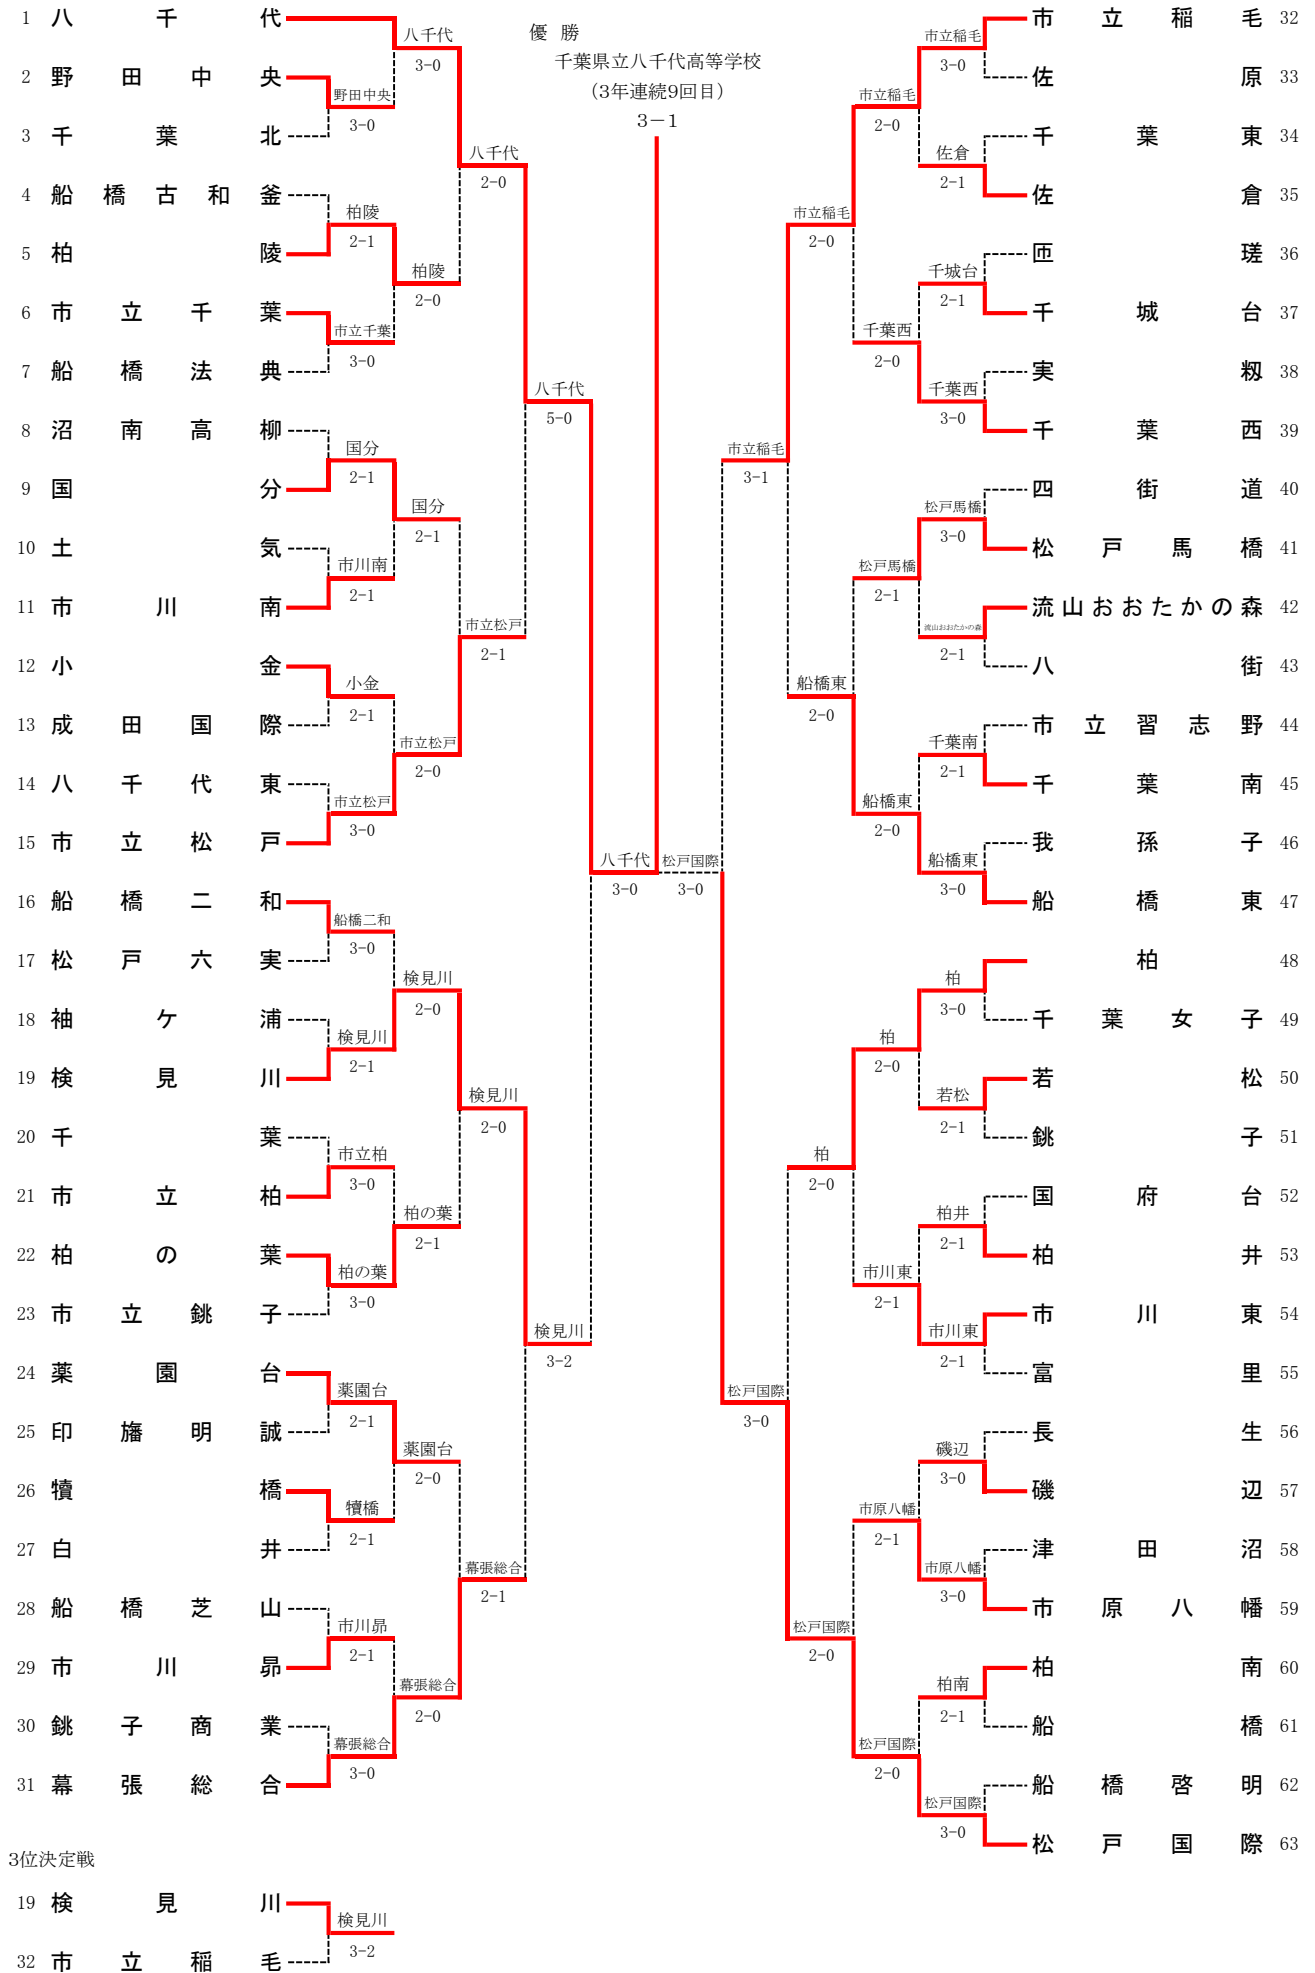 優 勝
千葉県立八千代高等学校
(3年連続9回目)
3－1
1 八千代
2 野田中央
3 千葉北
4 船橋古和釜
5 柏陵
6 市立千葉
7 船橋法典
8 沼南高柳
9 国分
10 土気
11 市川南
12 小金
13 成田国際
14 八千代東
15 市立松戸
16 船橋二和
17 松戸六実
18 袖ケ浦
19 検見川
20 千葉
21 市立柏
22 柏の葉
23 市立銚子
24 薬園台
25 印旛明誠
26 犢橋
27 白井
28 船橋芝山
29 市川昴
30 銚子商業
31 幕張総合
野田中央
3-0
柏陵
2-1
市立千葉
3-0
国分
2-1
市川南
2-1
小金
2-1
市立松戸
3-0
船橋二和
3-0
検見川
2-1
市立柏
3-0
柏の葉
3-0
薬園台
2-1
犢橋
2-1
市川昴
2-1
幕張総合
3-0
八千代
3-0
柏陵
2-0
国分
2-1
市立松戸
2-0
検見川
2-0
柏の葉
2-1
薬園台
2-0
幕張総合
2-0
八千代
2-0
市立松戸
2-1
検見川
2-0
幕張総合
2-1
八千代
5-0
検見川
3-2
八千代
3-0
松戸国際
3-0
市立稲毛
3-1
松戸国際
3-0
市立稲毛
2-0
船橋東
2-0
柏
2-0
松戸国際
2-0
市立稲毛
2-0
千葉西
2-0
松戸馬橋
2-1
船橋東
2-0
柏
2-0
市川東
2-1
市原八幡
2-1
松戸国際
2-0
市立稲毛
3-0
佐倉
2-1
千城台
2-1
千葉西
3-0
松戸馬橋
3-0
流山おおたかの森
2-1
千葉南
2-1
船橋東
3-0
柏
3-0
若松
2-1
柏井
2-1
市川東
2-1
磯辺
3-0
市原八幡
3-0
柏南
2-1
松戸国際
3-0
市立稲毛 32
佐原 33
千葉東 34
佐倉 35
匝瑳 36
千城台 37
実籾 38
千葉西 39
四街道 40
松戸馬橋 41
流山おおたかの森 42
八街 43
市立習志野 44
千葉南 45
我孫子 46
船橋東 47
柏 48
千葉女子 49
若松 50
銚子 51
国府台 52
柏井 53
市川東 54
富里 55
長生 56
磯辺 57
津田沼 58
市原八幡 59
柏南 60
船橋 61
船橋啓明 62
松戸国際 63
3位決定戦
19 検見川
32 市立稲毛
検見川
3-2